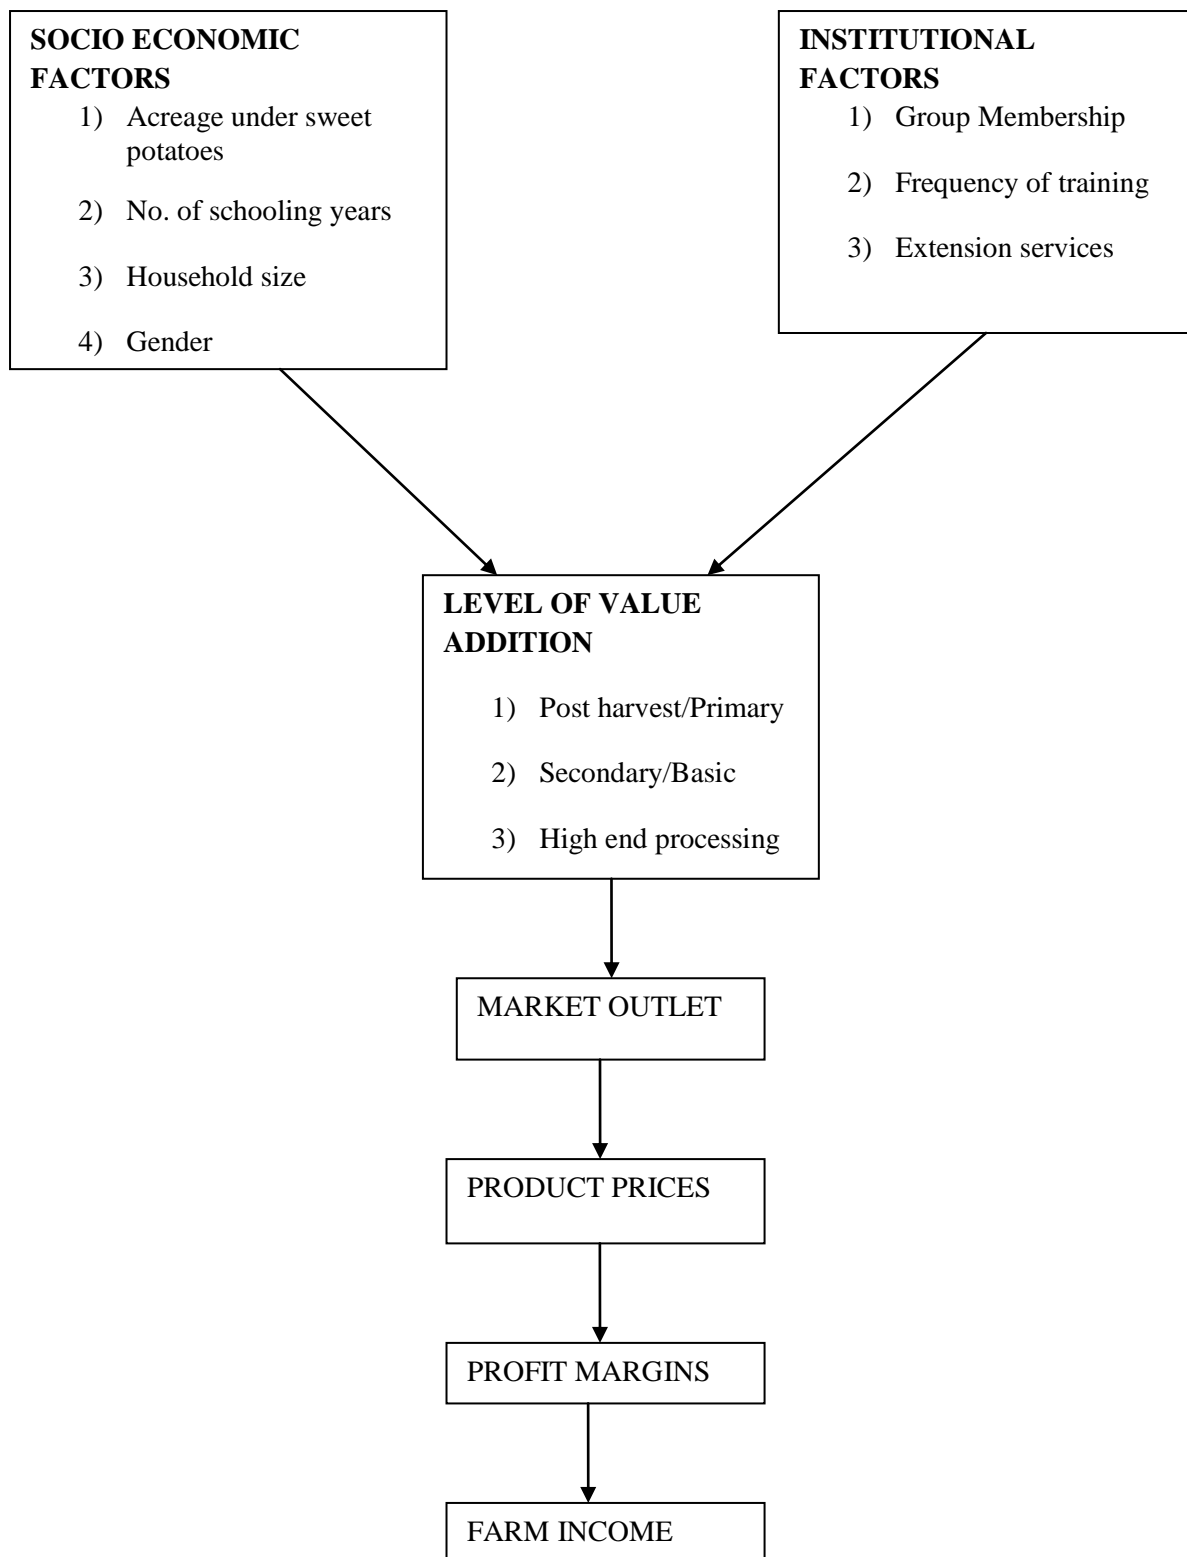 SOCIO ECONOMIC
FACTORS
1) Acreage under sweet
potatoes
2) No. of schooling years
3) Household size
4) Gender
INSTITUTIONAL
FACTORS
1) Group Membership
2) Frequency of training
3) Extension services
LEVEL OF VALUE
ADDITION
1) Post harvest/Primary
2) Secondary/Basic
3) High end processing
MARKET OUTLET
PRODUCT PRICES
PROFIT MARGINS
FARM INCOME